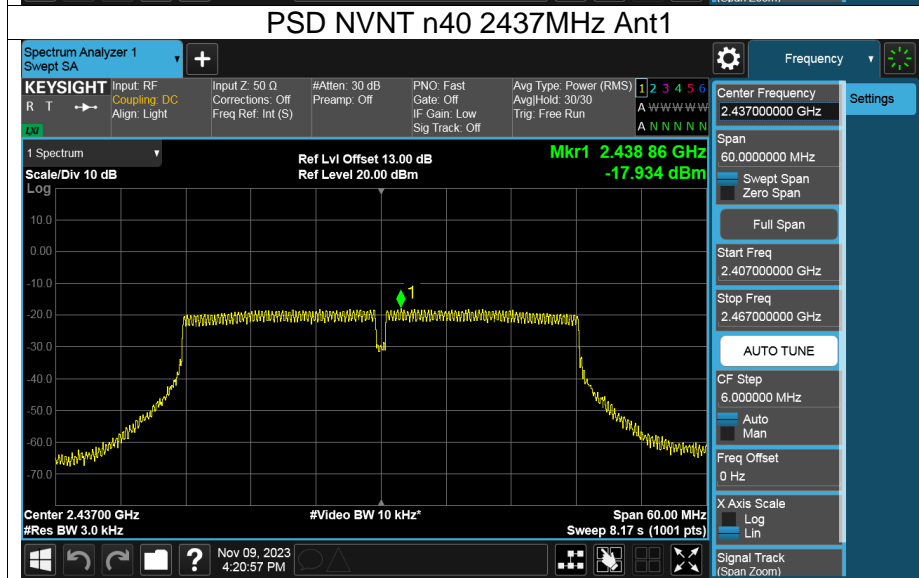 PSD NVNT n40 2437MHz Ant1
Spectrum Analyzer 1
Swept SA
+
Frequency
KEYSIGHT
R T
LXI
Input: RF
Coupling: DC
Align: Light
Input Z: 50 Ω
Corrections: Off
Freq Ref: Int (S)
#Atten: 30 dB
Preamp: Off
PNO: Fast
Gate: Off
IF Gain: Low
Sig Track: Off
Avg Type: Power (RMS)
Avg|Hold: 30/30
Trig: Free Run
1 2 3 4 5 6
A W W W W W
A N N N N N
1 Spectrum
Scale/Div 10 dB
Log
Ref Lvl Offset 13.00 dB
Ref Level 20.00 dBm
Mkr1 2.438 86 GHz
-17.934 dBm
10.0
0.00
-10.0
-20.0
-30.0
-40.0
-50.0
-60.0
-70.0
1
Center 2.43700 GHz
#Res BW 3.0 kHz
#Video BW 10 kHz*
Span 60.00 MHz
Sweep 8.17 s (1001 pts)
Center Frequency
2.437000000 GHz
Settings
Span
60.0000000 MHz
Swept Span
Zero Span
Full Span
Start Freq
2.407000000 GHz
Stop Freq
2.467000000 GHz
AUTO TUNE
CF Step
6.000000 MHz
Auto
Man
Freq Offset
0 Hz
X Axis Scale
Log
Lin
Signal Track
(Span Zoom)
?
Nov 09, 2023
4:20:57 PM